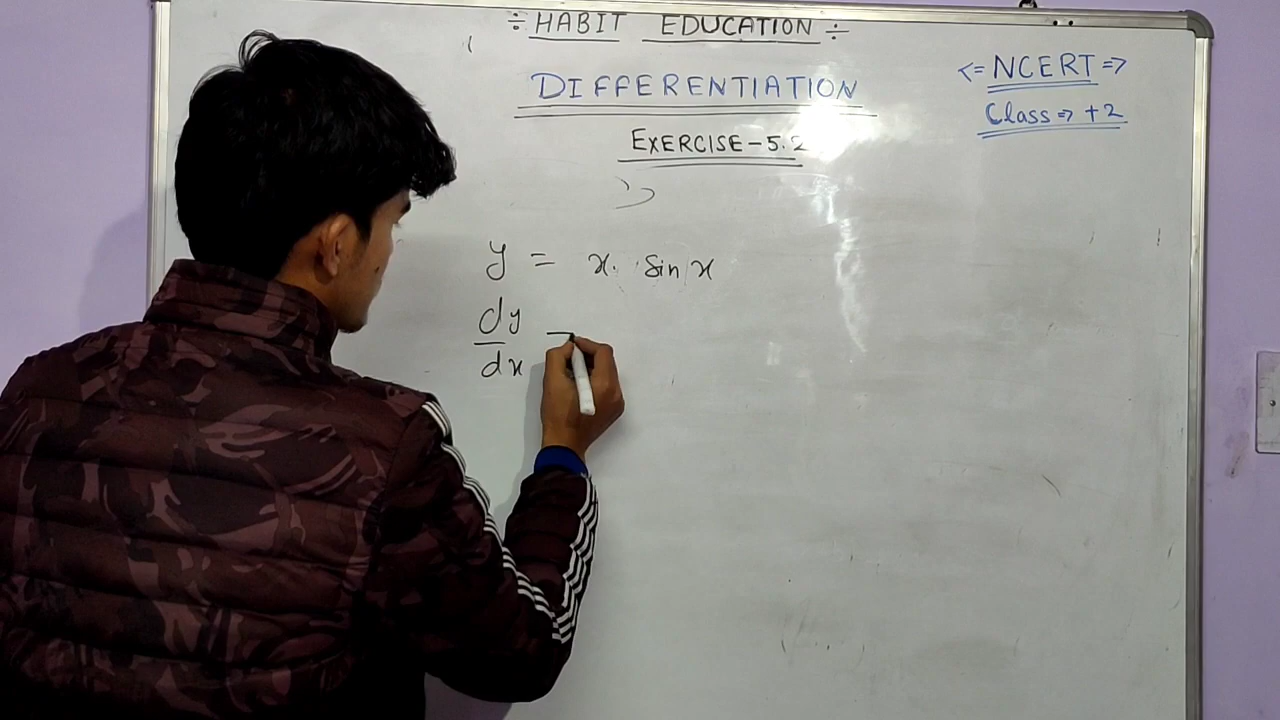 ÷ HABIT EDUCATION ÷
DIFFERENTIATION
<= NCERT =>
Class => +2
EXERCISE - 5.2
y = x. sin x
dy
dx